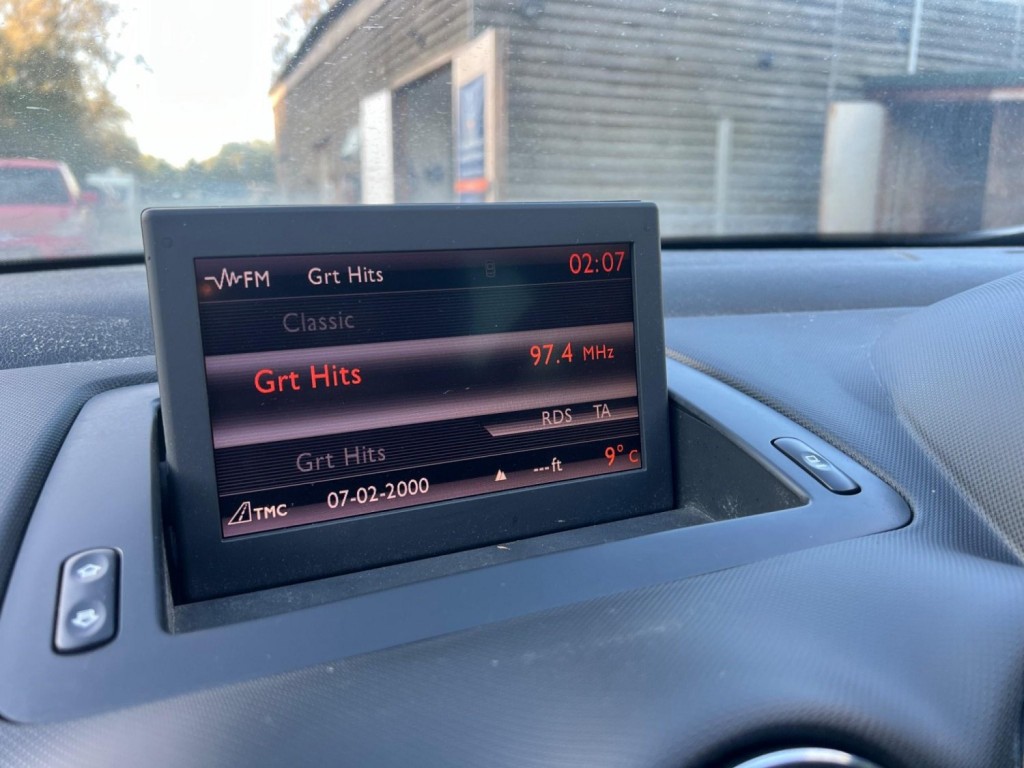 FM Grt Hits 02:07
Classic
Grt Hits 97.4 MHz
RDS TA
Grt Hits
TMC 07-02-2000 ---ft 9° C